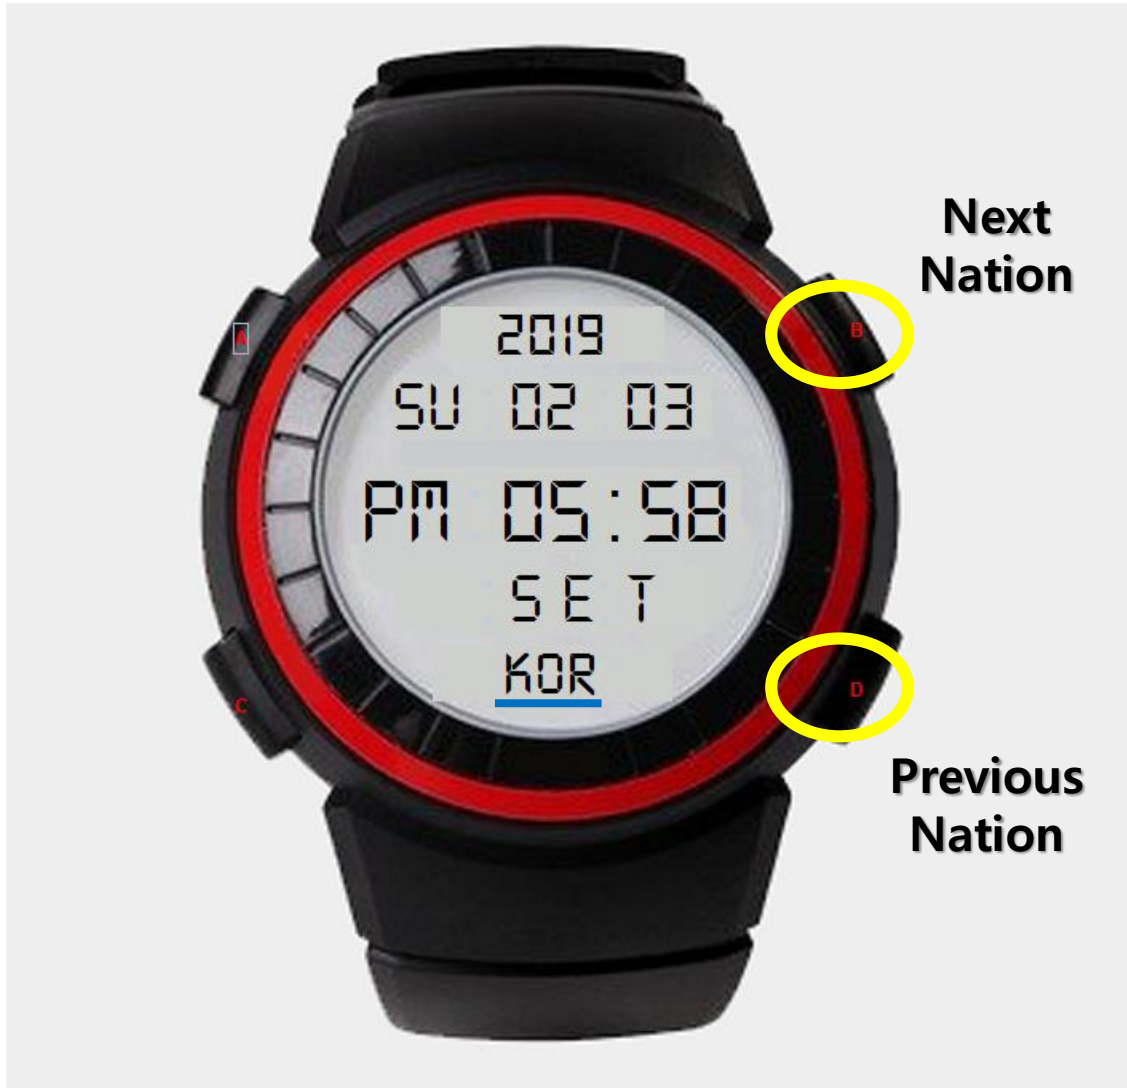 Next
Nation
A
B
2019
SU 02 03
PM 05:58
SET
KOR
C
D
Previous
Nation